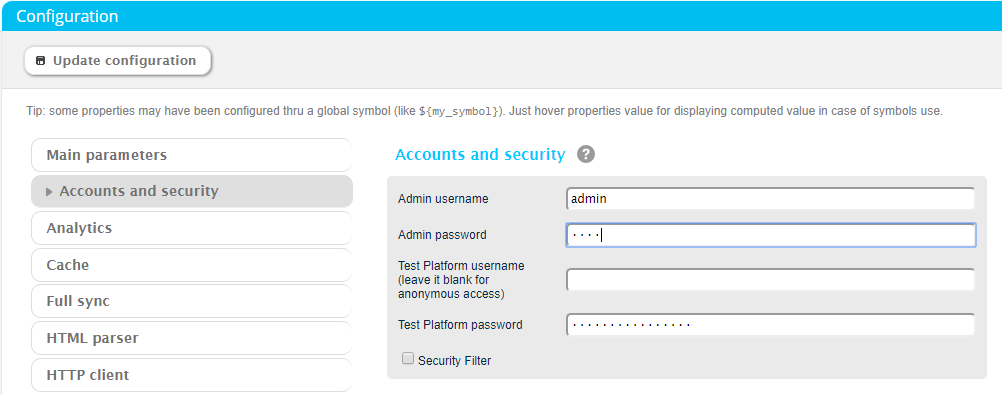 Configuration
Update configuration
Tip: some properties may have been configured thru a global symbol (like ${my_symbol}). Just hover properties value for displaying computed value in case of symbols use.
Main parameters
Accounts and security
Analytics
Cache
Full sync
HTML parser
HTTP client
Accounts and security ?
Admin username
admin
Admin password
····
Test Platform username
(leave it blank for
anonymous access)
Test Platform password
················
Security Filter